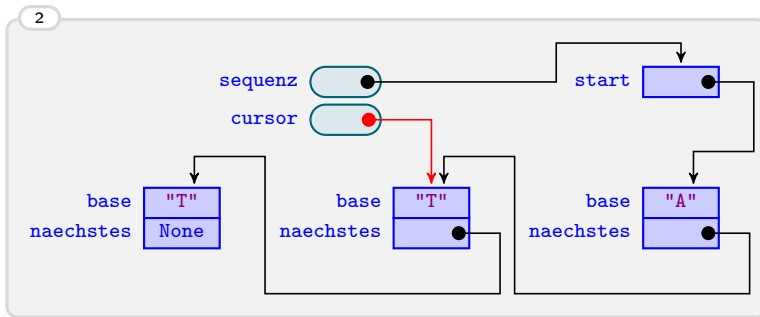 2
sequenz start
cursor
base "T" base "T" base "A"
naechstes None naechstes naechstes